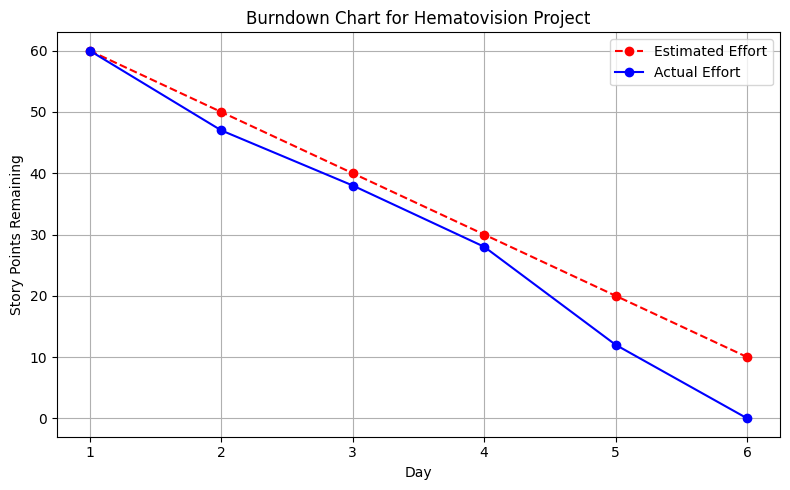 Burndown Chart for Hematovision Project
Estimated Effort
Actual Effort
Story Points Remaining
60
50
40
30
20
10
0
1 2 3 4 5 6
Day